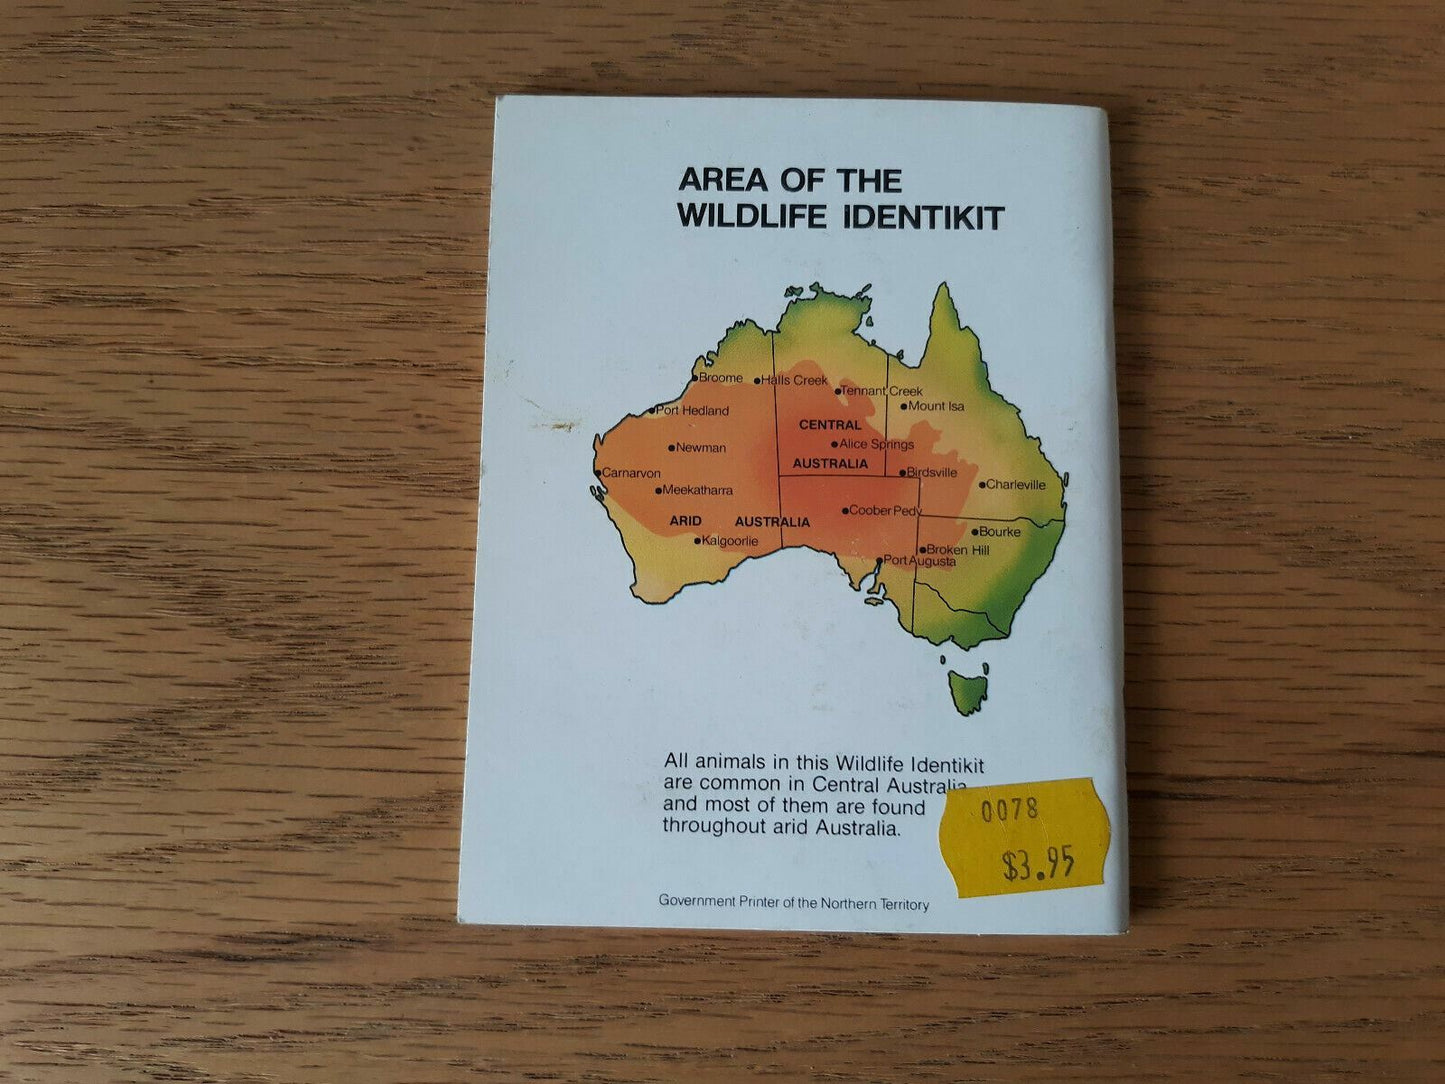 AREA OF THE
WILDLIFE IDENTIKIT
Broome
Halls Creek
Tennant Creek
Mount Isa
Port Hedland
CENTRAL
Alice Springs
Newman
AUSTRALIA
Birdsville
Carnarvon
Charleville
Meekatharra
Coober Pedy
ARID AUSTRALIA
Bourke
Kalgoorlie
Broken Hill
Port Augusta
All animals in this Wildlife Identikit
are common in Central Australia
and most of them are found
throughout arid Australia.
0078
$3.95
Government Printer of the Northern Territory